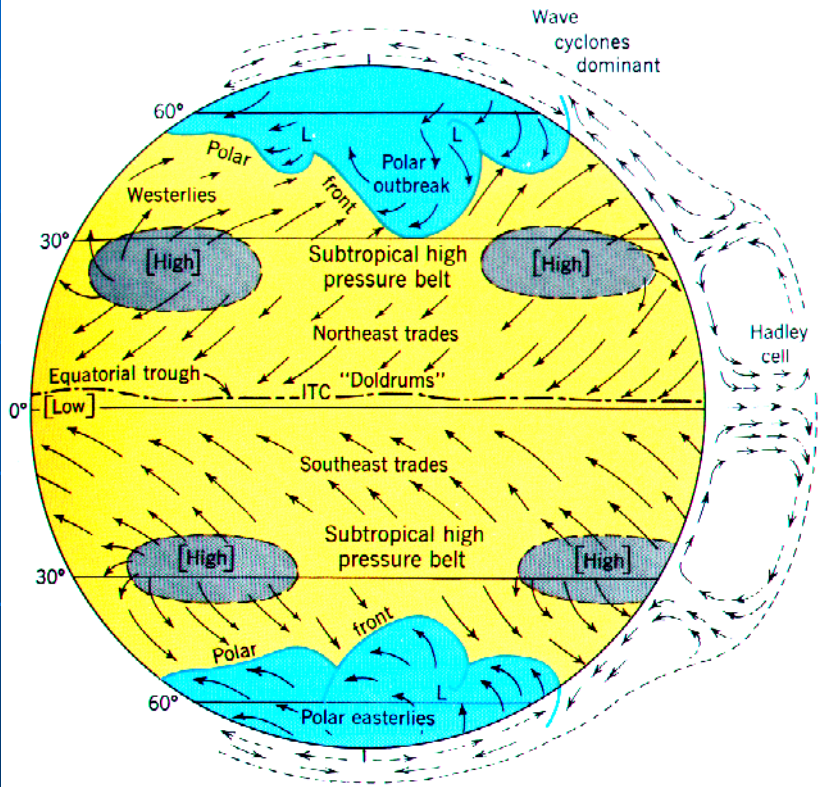 Wave
cyclones
dominant
60°
L
L
Polar
Polar
outbreak
front
Westerlies
30°
[High]
Subtropical high
pressure belt
[High]
Northeast trades
Hadley
cell
Equatorial trough
"Doldrums"
ITC
0°
[Low]
Southeast trades
Subtropical high
pressure belt
[High]
[High]
30°
front
Polar
L
60°
Polar easterlies